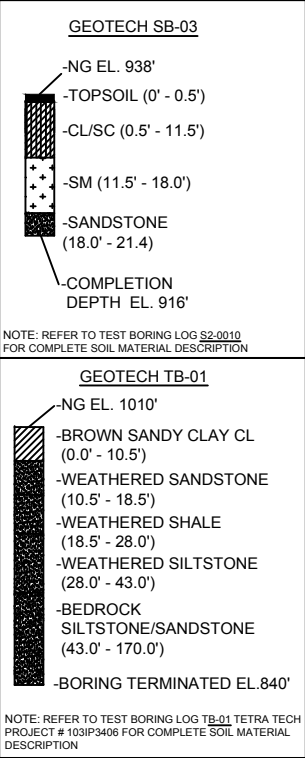 GEOTECH SB-03
-NG EL. 938'
-TOPSOIL (0' - 0.5')
-CL/SC (0.5' - 11.5')
-SM (11.5' - 18.0')
-SANDSTONE
(18.0' - 21.4)
-COMPLETION
DEPTH EL. 916'
NOTE: REFER TO TEST BORING LOG S2-0010
FOR COMPLETE SOIL MATERIAL DESCRIPTION
GEOTECH TB-01
-NG EL. 1010'
-BROWN SANDY CLAY CL
(0.0' - 10.5')
-WEATHERED SANDSTONE
(10.5' - 18.5')
-WEATHERED SHALE
(18.5' - 28.0')
-WEATHERED SILTSTONE
(28.0' - 43.0')
-BEDROCK
SILTSTONE/SANDSTONE
(43.0' - 170.0')
-BORING TERMINATED EL.840'
NOTE: REFER TO TEST BORING LOG TB-01 TETRA TECH
PROJECT # 103IP3406 FOR COMPLETE SOIL MATERIAL
DESCRIPTION